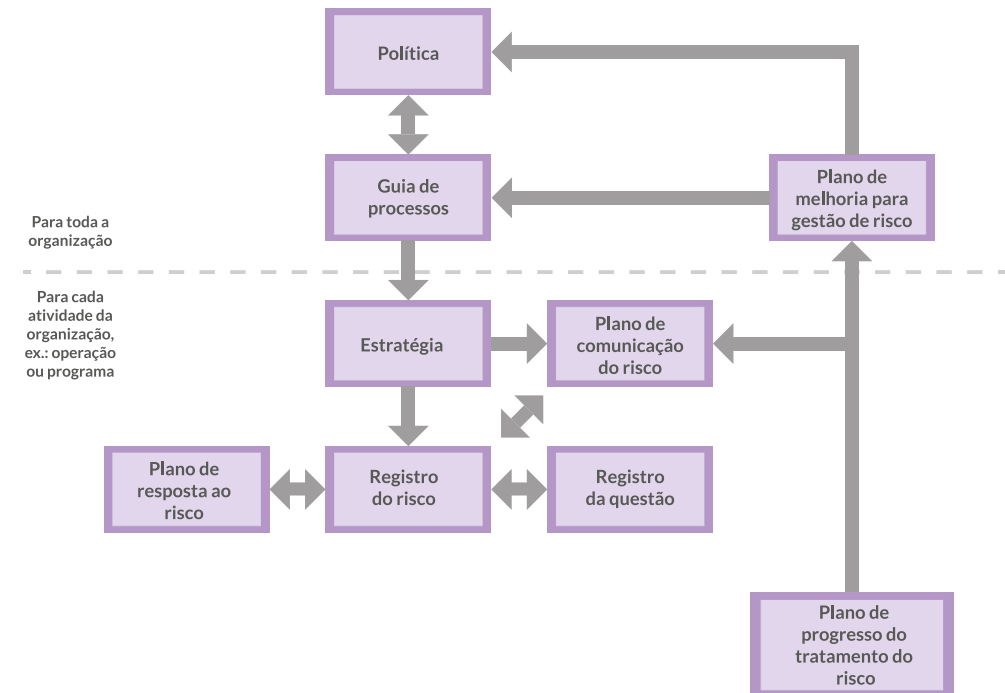 Política
Guia de
processos
Plano de
melhoria para
gestão de risco
Para toda a
organização
Para cada
atividade da
organização,
ex.: operação
ou programa
Estratégia
Plano de
comunicação
do risco
Plano de
resposta ao
risco
Registro
do risco
Registro
da questão
Plano de
progresso do
tratamento do
risco